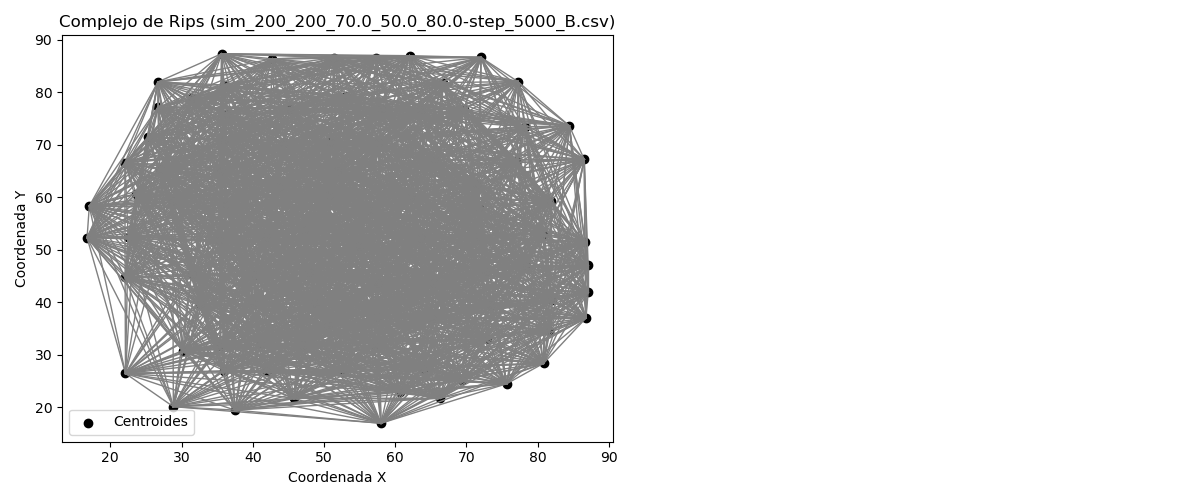 Complejo de Rips (sim_200_200_70.0_50.0_80.0-step_5000_B.csv)
90
80
70
60
50
40
30
20
Coordenada Y
Centroides
20 30 40 50 60 70 80 90
Coordenada X